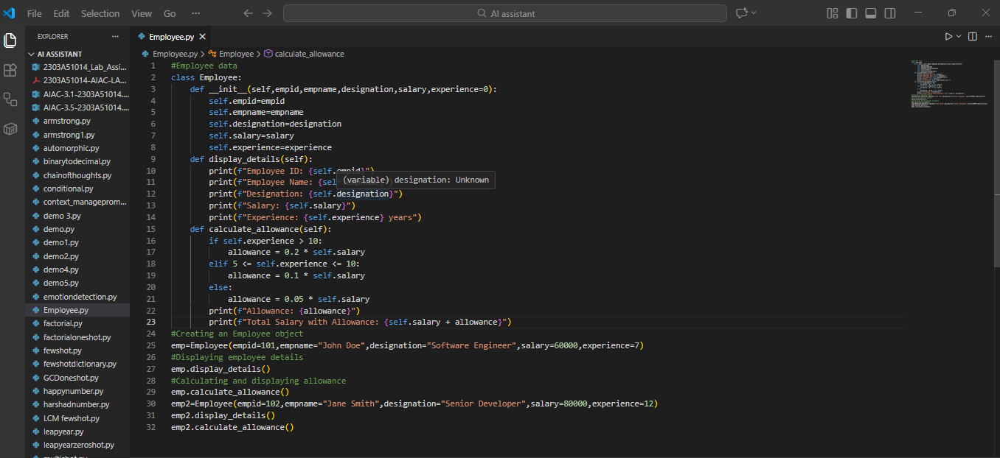 File Edit Selection View Go ··· AI assistant
EXPLORER ···
AI ASSISTANT
2303A51014_Lab_Assi...
2303A51014-AIAC-LA...
AIAC-3.1-2303A51014....
AIAC-3.5-2303A51014....
armstrong.py
armstrong1.py
automorphic.py
binarytodecimal.py
chainofthoughts.py
conditional.py
context_manageprom...
demo 3.py
demo.py
demo1.py
demo2.py
demo4.py
demo5.py
emotiondetection.py
Employee.py
factorial.py
factorialoneshot.py
fewshot.py
fewshotdictionary.py
GCDoneshot.py
happynumber.py
harshadnumber.py
LCM fewshot.py
leapyear.py
leapyearzeroshot.py
Employee.py
Employee.py > Employee > calculate_allowance
1 #Employee data
2 class Employee:
3 def __init__(self,empid,empname,designation,salary,experience=0):
4 self.empid=empid
5 self.empname=empname
6 self.designation=designation
7 self.salary=salary
8 self.experience=experience
9 def display_details(self):
10 print(f"Employee ID: {self.empid}")
11 print(f"Employee Name: {self
(variable) designation: Unknown
12 print(f"Designation: {self.designation}")
13 print(f"Salary: {self.salary}")
14 print(f"Experience: {self.experience} years")
15 def calculate_allowance(self):
16 if self.experience > 10:
17 allowance = 0.2 * self.salary
18 elif 5 <= self.experience <= 10:
19 allowance = 0.1 * self.salary
20 else:
21 allowance = 0.05 * self.salary
22 print(f"Allowance: {allowance}")
23 print(f"Total Salary with Allowance: {self.salary + allowance}")
24 #Creating an Employee object
25 emp=Employee(empid=101,empname="John Doe",designation="Software Engineer",salary=60000,experience=7)
26 #Displaying employee details
27 emp.display_details()
28 #Calculating and displaying allowance
29 emp.calculate_allowance()
30 emp2=Employee(empid=102,empname="Jane Smith",designation="Senior Developer",salary=80000,experience=12)
31 emp2.display_details()
32 emp2.calculate_allowance()